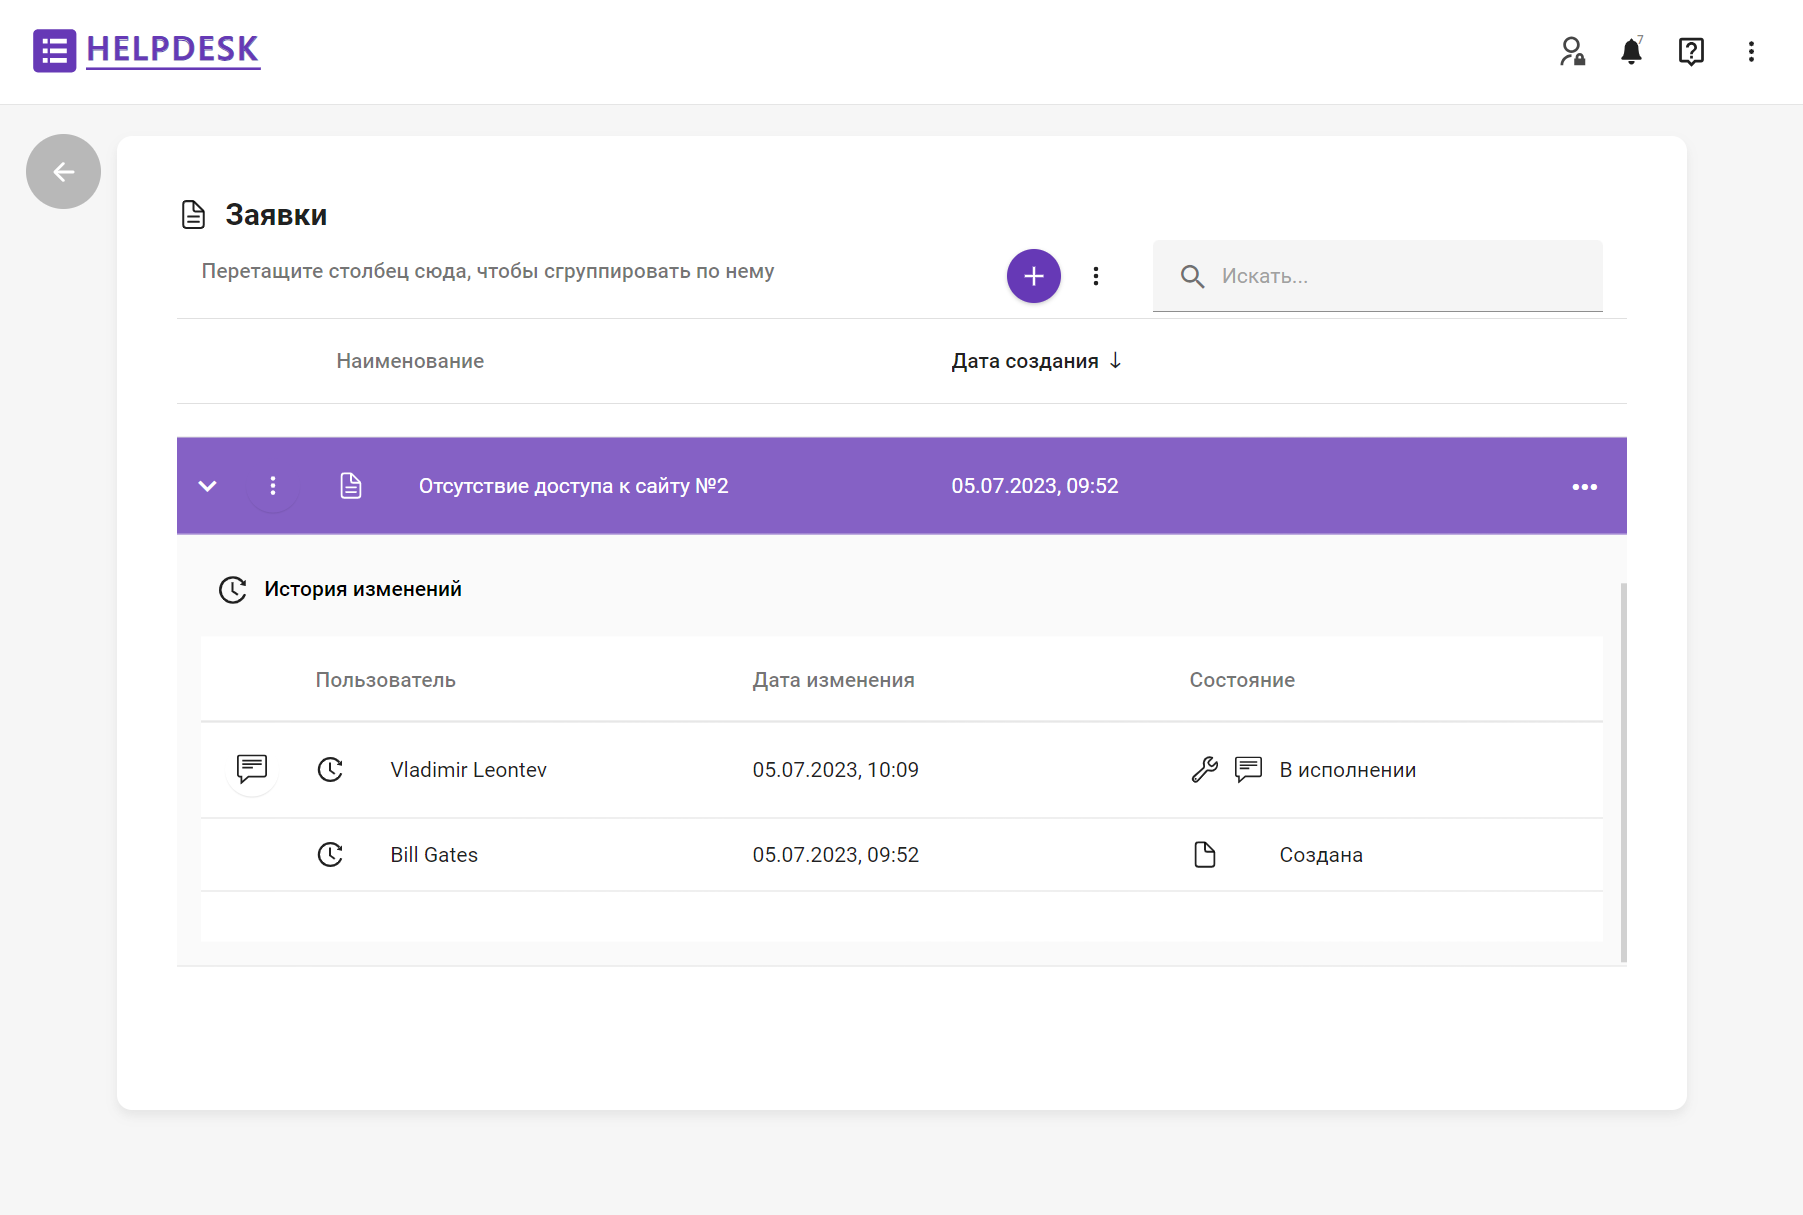 HELPDESK
7
Заявки
Перетащите столбец сюда, чтобы сгруппировать по нему
Искать...
Наименование
Дата создания ↓
Отсутствие доступа к сайту №2
05.07.2023, 09:52
История изменений
Пользователь
Дата изменения
Состояние
Vladimir Leontev
05.07.2023, 10:09
В исполнении
Bill Gates
05.07.2023, 09:52
Создана